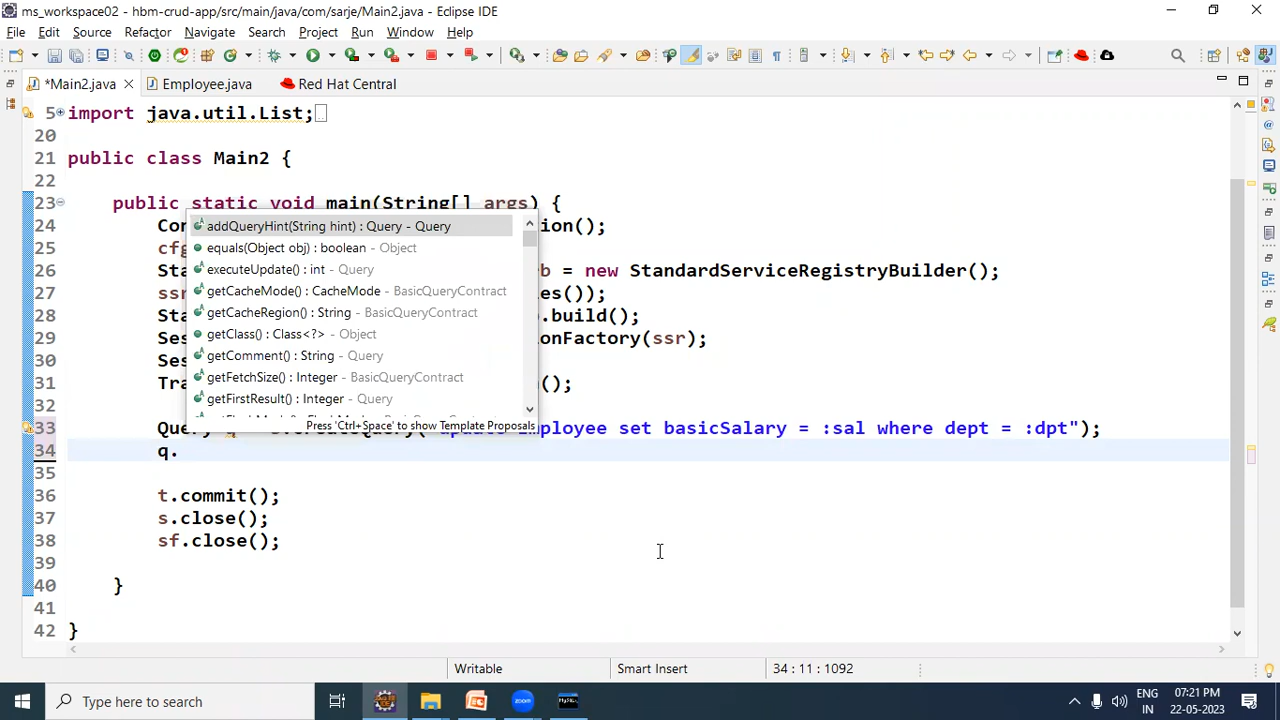 ms_workspace02 - hbm-crud-app/src/main/java/com/sarje/Main2.java - Eclipse IDE
File Edit Source Refactor Navigate Search Project Run Window Help
*Main2.java Employee.java Red Hat Central
5 import java.util.List;
20
21 public class Main2 {
22
23 public static void main(String[] args) {
24 Con ion();
25 cfg
26 Sta rb = new StandardServiceRegistryBuilder();
27 ssr es());
28 Sta .build();
29 Ses onFactory(ssr);
30 Ses
31 Tra ();
32
33 Query q s.createQuery("update Employee set basicSalary = :sal where dept = :dpt");
34 q.
35
36 t.commit();
37 s.close();
38 sf.close();
39
40 }
41
42 }
addQueryHint(String hint) : Query - Query
equals(Object obj) : boolean - Object
executeUpdate() : int - Query
getCacheMode() : CacheMode - BasicQueryContract
getCacheRegion() : String - BasicQueryContract
getClass() : Class<?> - Object
getComment() : String - Query
getFetchSize() : Integer - BasicQueryContract
getFirstResult() : Integer - Query
Press 'Ctrl+Space' to show Template Proposals
Writable Smart Insert 34 : 11 : 1092
Type here to search
zoom
ENG
IN
07:21 PM
22-05-2023